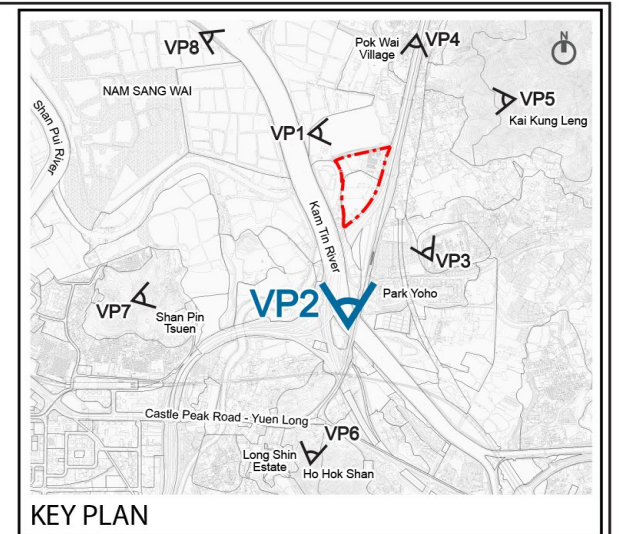 VP8
Pok Wai
Village
VP4
N
NAM SANG WAI
VP5
Kai Kung Leng
VP1
Shan Pui River
Kam Tin River
VP3
VP2
Park Yoho
VP7
Shan Pin
Tsuen
Castle Peak Road - Yuen Long
VP6
Long Shin
Estate
Ho Hok Shan
KEY PLAN